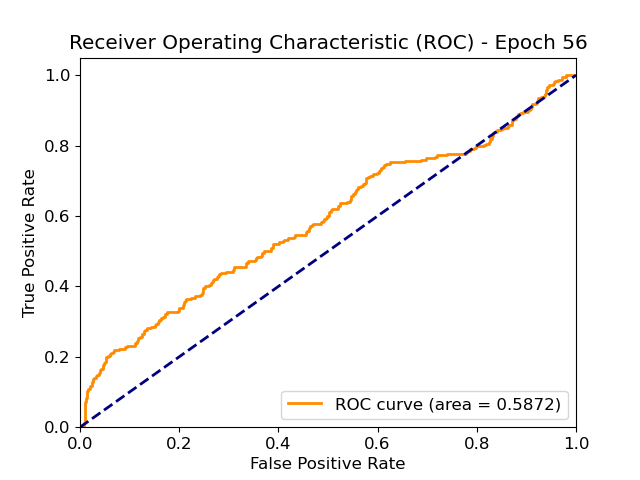 Receiver Operating Characteristic (ROC) - Epoch 56
True Positive Rate
1.0
0.8
0.6
0.4
0.2
0.0
ROC curve (area = 0.5872)
0.0 0.2 0.4 0.6 0.8 1.0
False Positive Rate